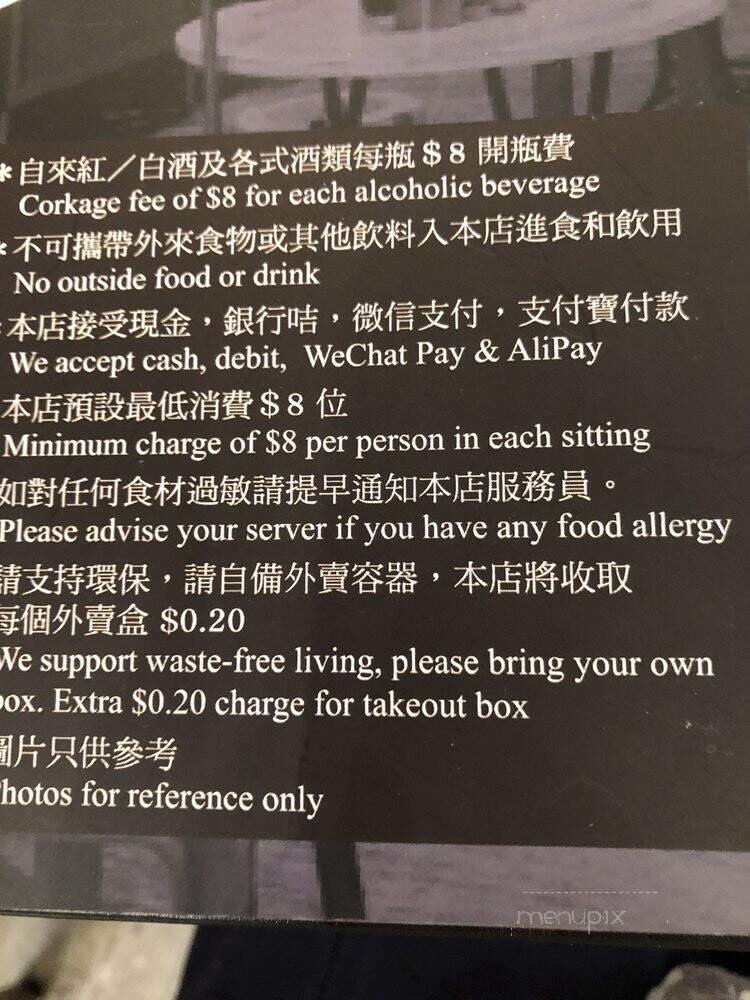 *自來紅／白酒及各式酒類每瓶＄8 開瓶費
Corkage fee of $8 for each alcoholic beverage
*不可攜帶外來食物或其他飲料入本店進食和飲用
No outside food or drink
*本店接受現金，銀行咭，微信支付，支付寶付款
We accept cash, debit, WeChat Pay & AliPay
本店預設最低消費＄8 位
Minimum charge of $8 per person in each sitting
如對任何食材過敏請提早通知本店服務員。
Please advise your server if you have any food allergy
請支持環保，請自備外賣容器，本店將收取
每個外賣盒 $0.20
We support waste-free living, please bring your own
box. Extra $0.20 charge for takeout box
圖片只供參考
Photos for reference only
menupix